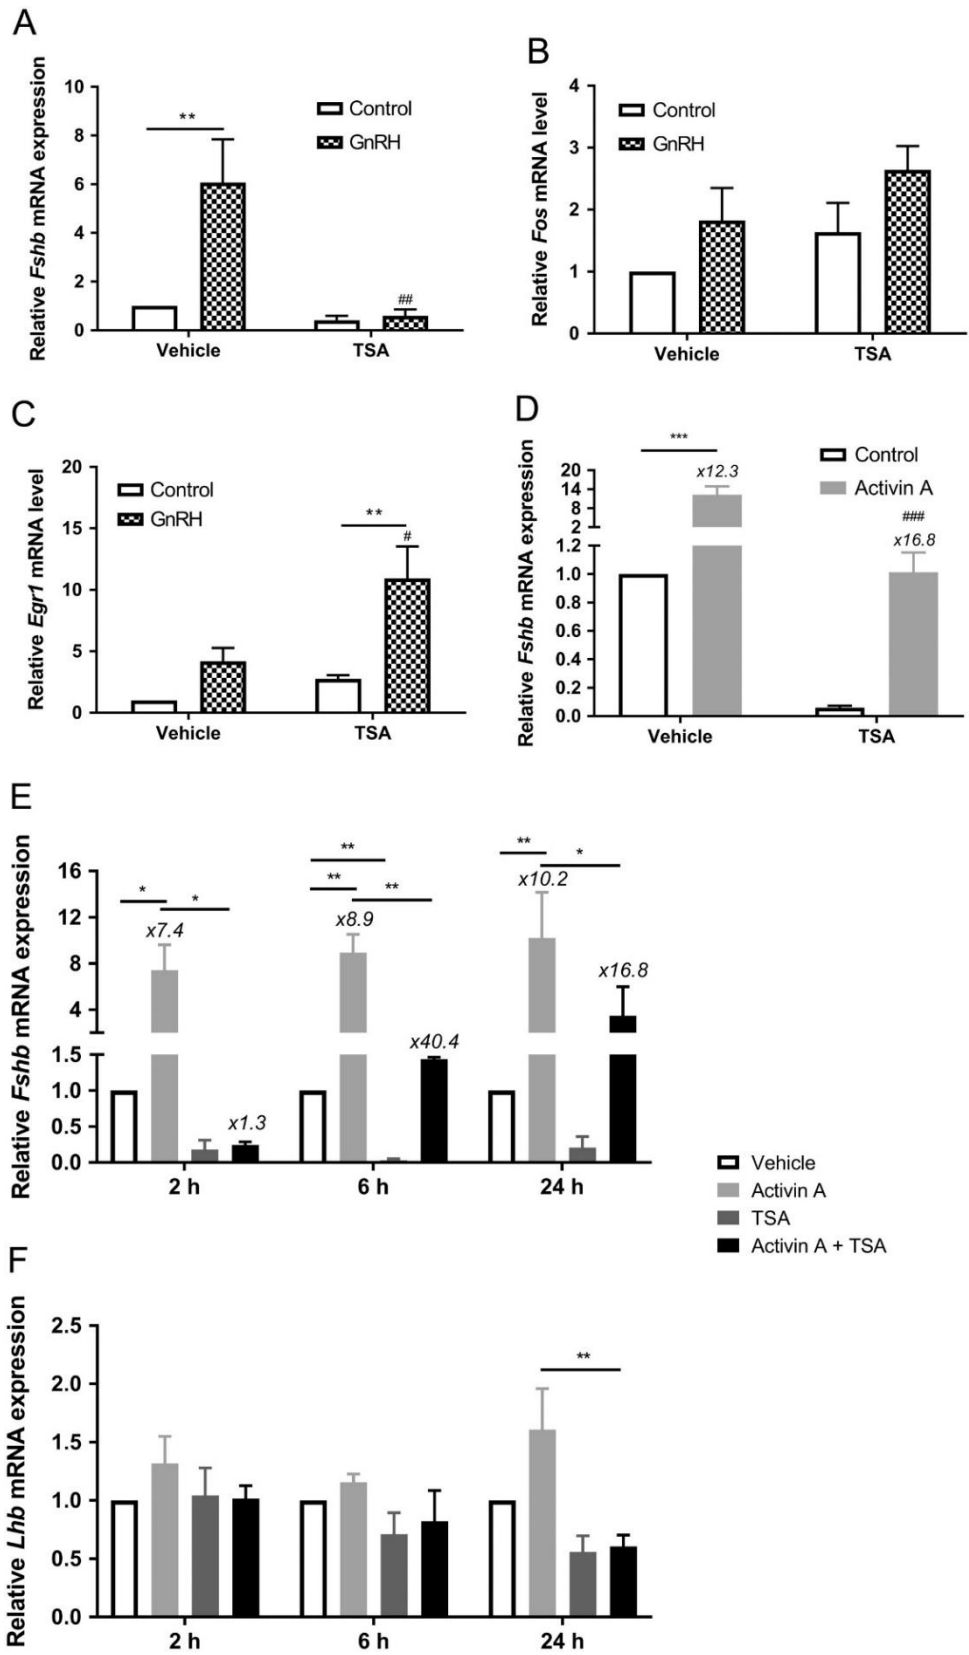 A
Relative Fshb mRNA expression
10
8
6
4
2
0
**
##
Control
GnRH
Vehicle
TSA
B
Relative Fos mRNA level
4
3
2
1
0
Control
GnRH
Vehicle
TSA
C
Relative Egr1 mRNA level
20
15
10
5
0
Control
GnRH
**
#
Vehicle
TSA
D
Relative Fshb mRNA expression
20
14
8
2
1.2
1.0
0.8
0.6
0.4
0.2
0.0
***
x12.3
Control
Activin A
###
x16.8
Vehicle
TSA
E
Relative Fshb mRNA expression
16
12
8
4
1.5
1.0
0.5
0.0
*
*
x7.4
x1.3
**
**
**
x8.9
x40.4
**
*
x10.2
x16.8
2 h
6 h
24 h
Vehicle
Activin A
TSA
Activin A + TSA
F
Relative Lhb mRNA expression
2.5
2.0
1.5
1.0
0.5
0.0
**
2 h
6 h
24 h